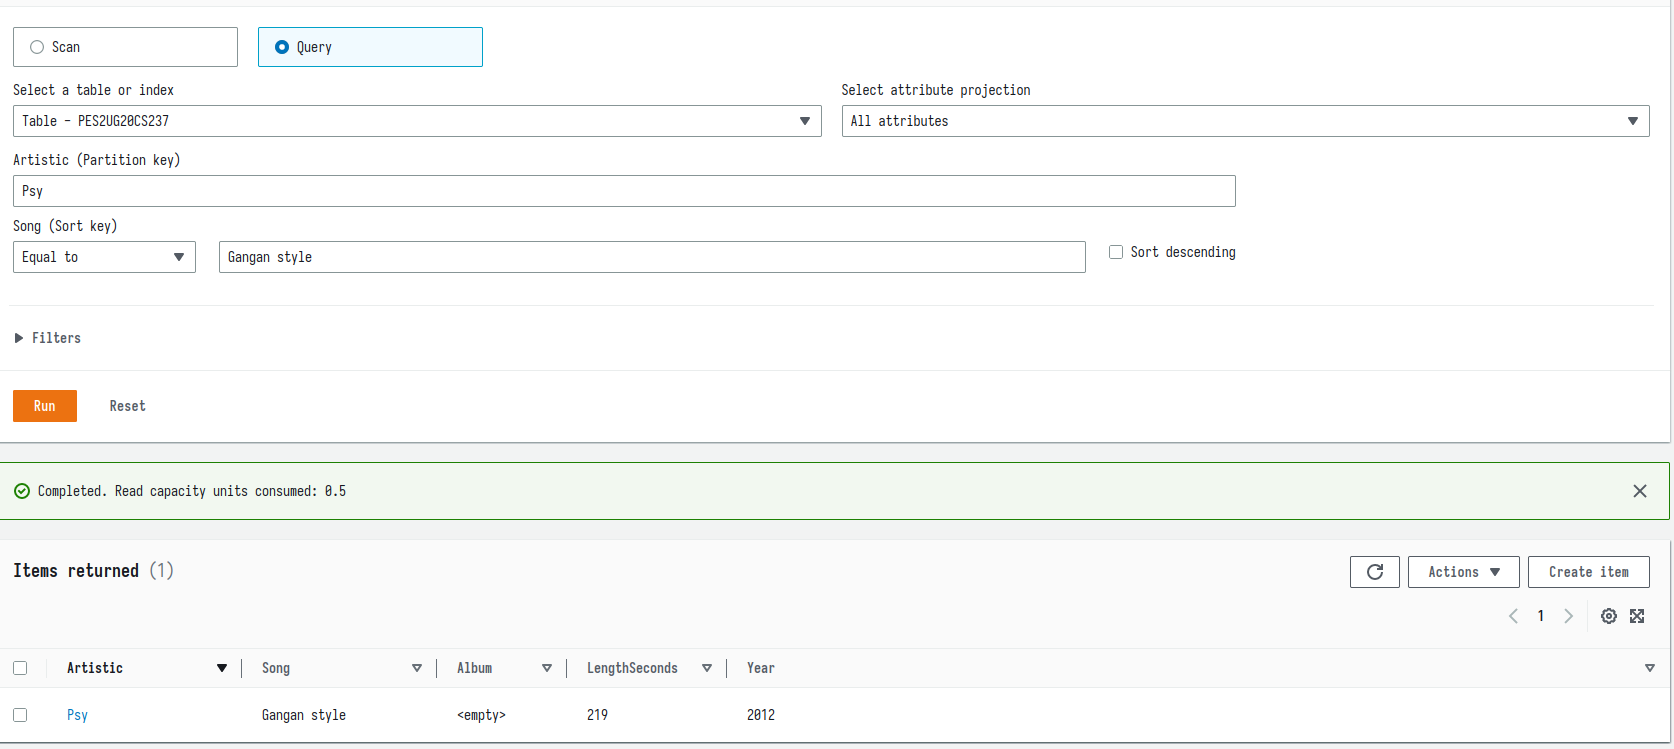 Scan Query
Select a table or index Select attribute projection
Table - PES2UG20CS237 All attributes
Artistic (Partition key)
Psy
Song (Sort key)
Equal to Gangan style Sort descending
Filters
Run Reset
Completed. Read capacity units consumed: 0.5
Items returned (1) Actions Create item
1
Artistic Song Album LengthSeconds Year
Psy Gangan style <empty> 219 2012